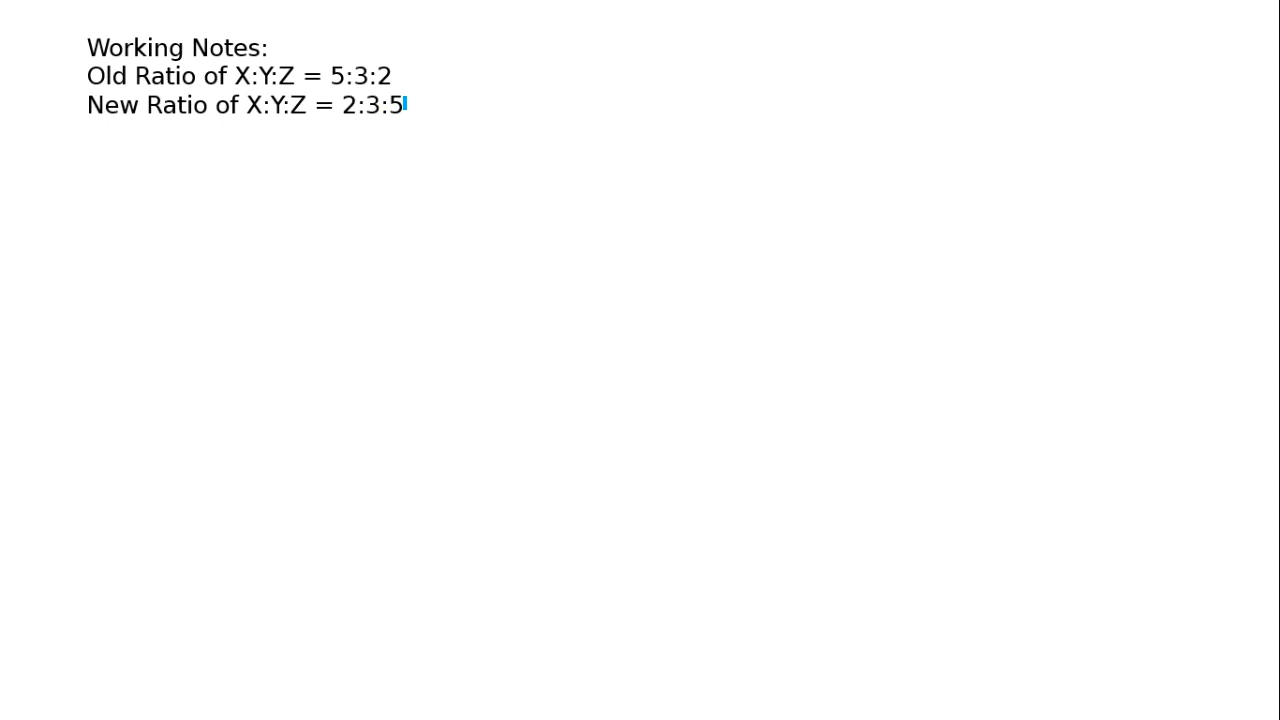 Working Notes:
Old Ratio of X:Y:Z = 5:3:2
New Ratio of X:Y:Z = 2:3:5